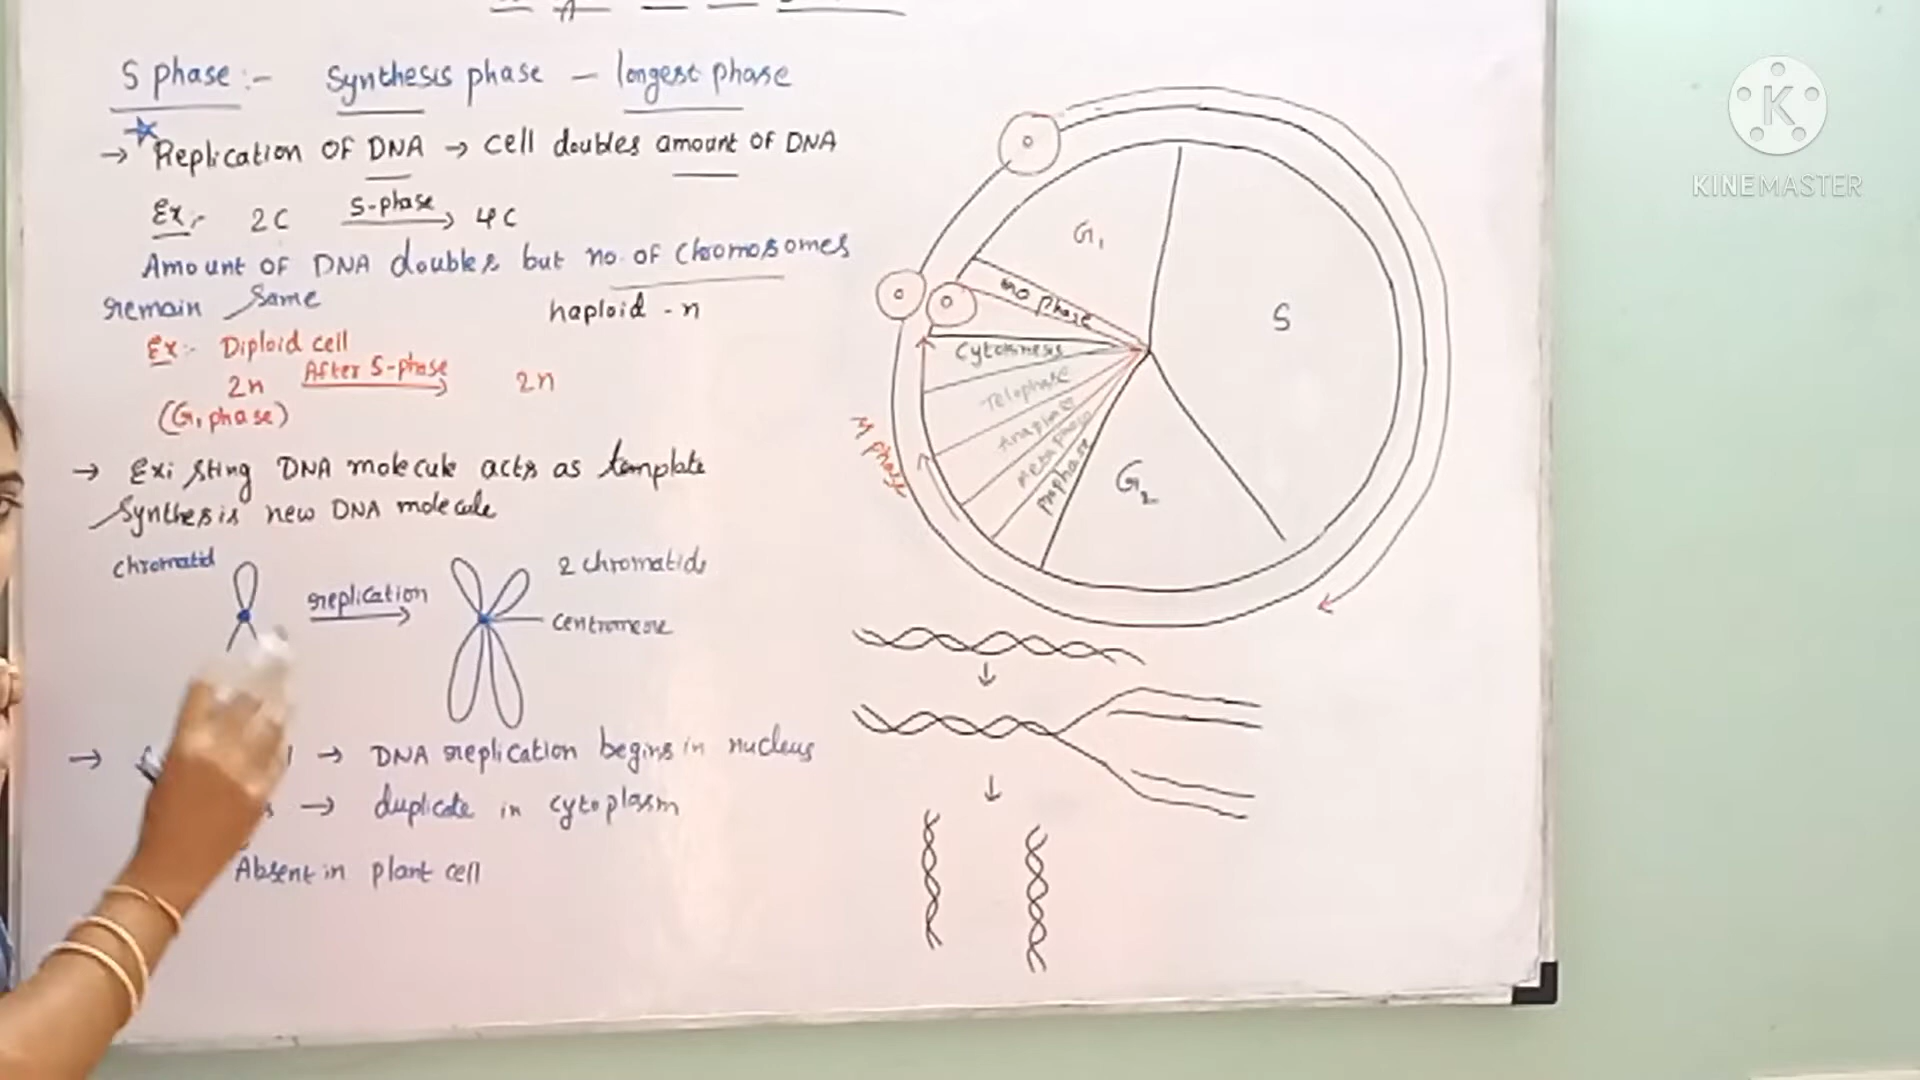 S phase :- Synthesis phase - longest phase
→ Replication OF DNA → cell doubles amount OF DNA
Ex:- 2C S-phase → 4C
Amount OF DNA doubles but no. OF Chromosomes
remain Same haploid - n
Ex:- Diploid cell
2n After S-phase → 2n
(G1 phase)
→ Existing DNA molecule acts as template
Synthesis new DNA molecule
chromatid
replication
2 chromatids
Centromere
→ → DNA replication begins in nucleus
→ duplicate in cytoplasm
Absent in plant cell
G1
S
G2
Cytokinesis
Telophase
Anaphase
Metaphase
prophase
M phase
KINEMASTER